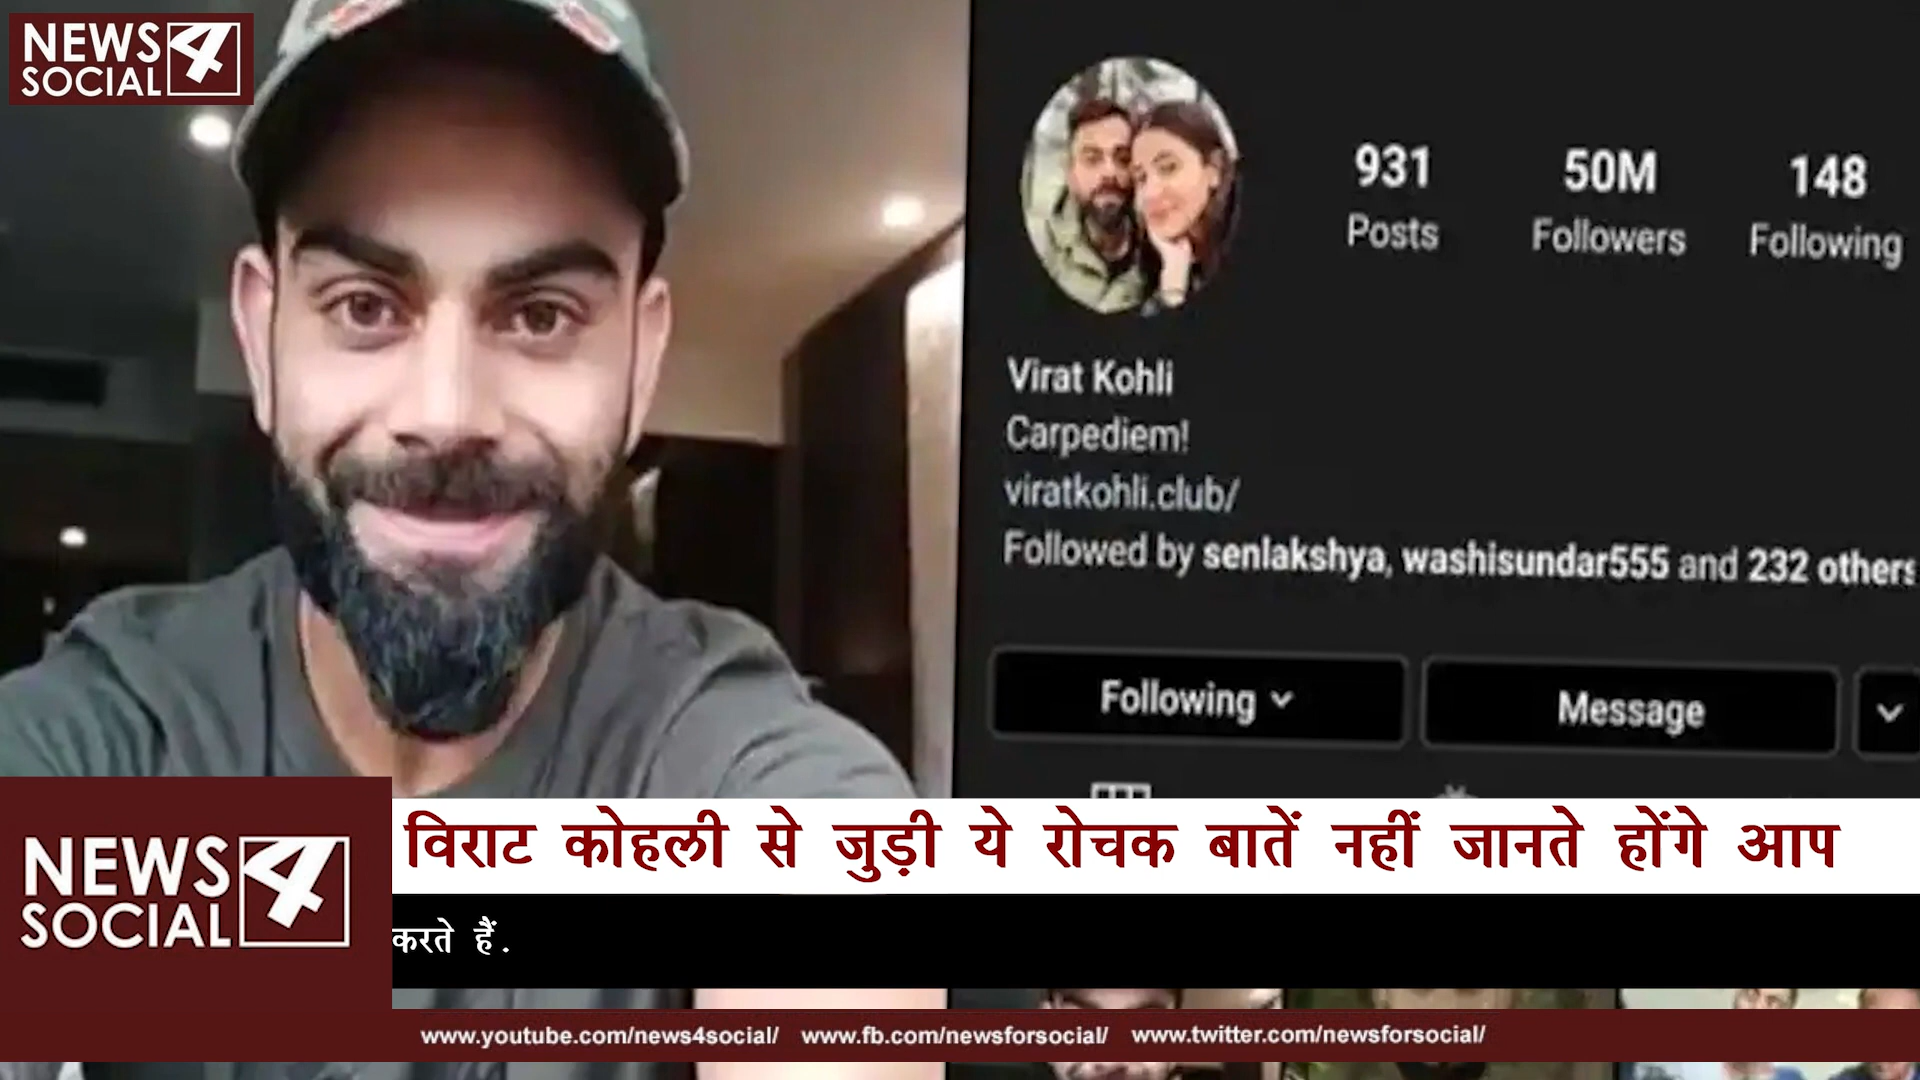 NEWS 4
SOCIAL
931
Posts
50M
Followers
148
Following
Virat Kohli
Carpediem!
viratkohli.club/
Followed by senlakshya, washisundar555 and 232 others
Following
Message
NEWS 4
SOCIAL
विराट कोहली से जुड़ी ये रोचक बातें नहीं जानते होंगे आप
करते हैं.
www.youtube.com/news4social/ www.fb.com/newsforsocial/ www.twitter.com/newsforsocial/